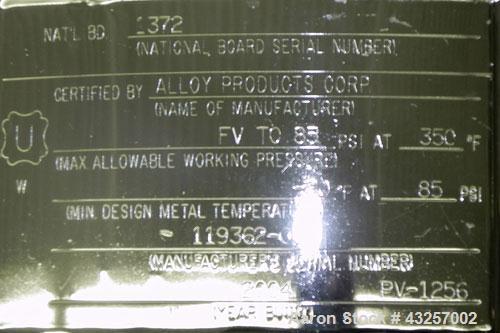 NAT'L BD. 1372
(NATIONAL BOARD SERIAL NUMBER)
CERTIFIED BY ALLOY PRODUCTS CORP.
(NAME OF MANUFACTURER)
U
FV TO 85 PSI AT 350 °F
(MAX ALLOWABLE WORKING PRESSURE)
W
°F AT 85 PSI
(MIN. DESIGN METAL TEMPERATURE)
119362-
(MANUFACTURER'S SERIAL NUMBER)
2004 PV-1256
(YEAR BUILT)
Aaron Stock # 43257002